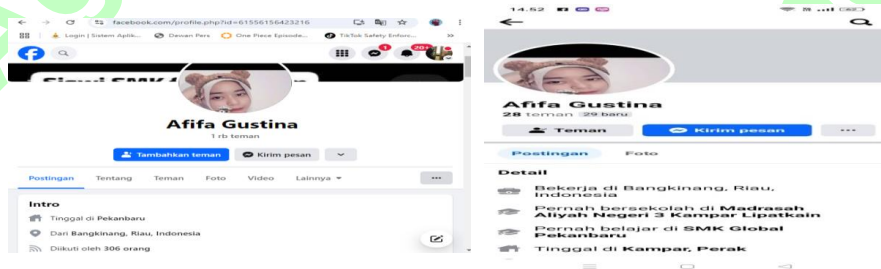 facebook.com/profile.php?id=61556156423216
Login | Sistem Aplik...
Dewan Pers
One Piece Episode...
TikTok Safety Enforc...
1
20+
Afifa Gustina
1 rb teman
Tambahkan teman
Kirim pesan
Postingan
Tentang
Teman
Foto
Video
Lainnya
Intro
Tinggal di Pekanbaru
Dari Bangkinang, Riau, Indonesia
Diikuti oleh 306 orang
14.52
Afifa Gustina
28 teman 29 baru
Teman
Kirim pesan
Postingan
Foto
Detail
Bekerja di Bangkinang, Riau,
Indonesia
Pernah bersekolah di Madrasah
Aliyah Negeri 3 Kampar Lipatkain
Pernah belajar di SMK Global
Pekanbaru
Tinggal di Kampar, Perak